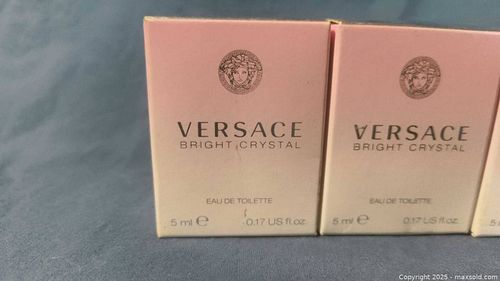 VERSACE
BRIGHT CRYSTAL
EAU DE TOILETTE
5 ml ℮ 0.17 US fl.oz.
VERSACE
BRIGHT CRYSTAL
EAU DE TOILETTE
5 ml ℮ 0.17 US fl.oz.
5
Copyright © 2025 - maxsold.com